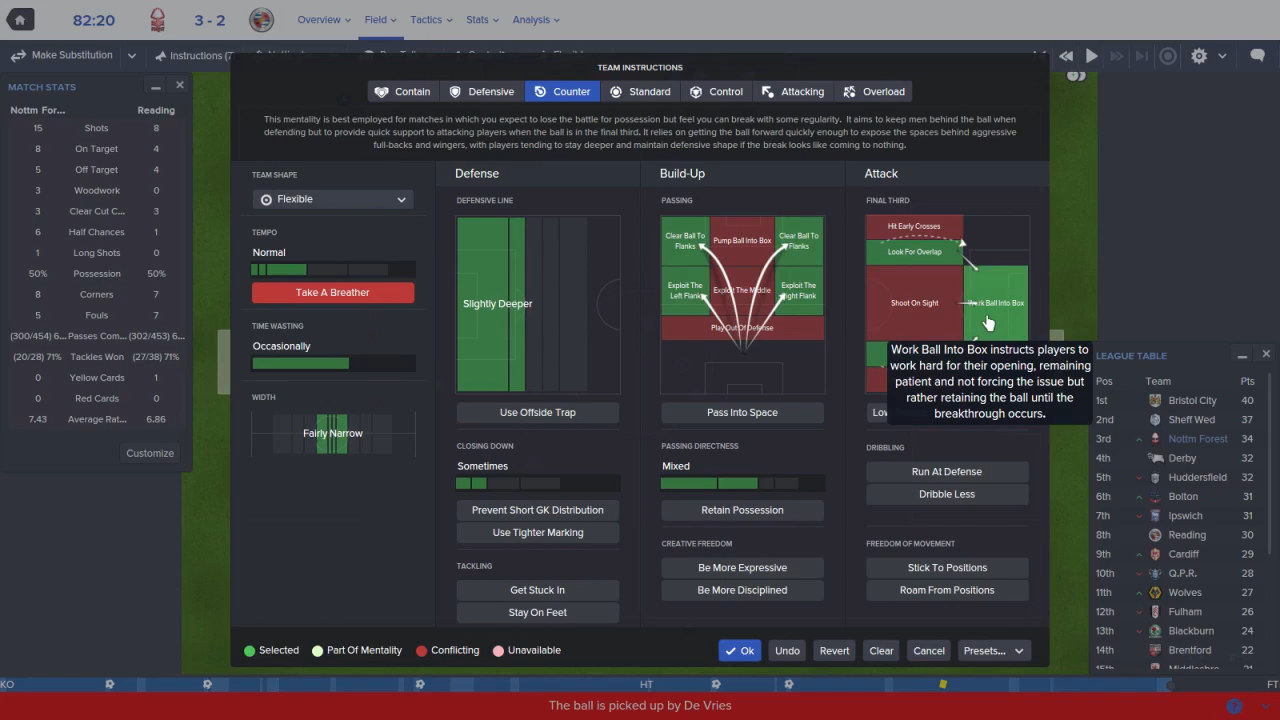 82:20
3 - 2
Overview
Field
Tactics
Stats
Analysis
Make Substitution
Instructions (7
TEAM INSTRUCTIONS
Contain
Defensive
Counter
Standard
Control
Attacking
Overload
This mentality is best employed for matches in which you expect to lose the battle for possession but feel you can break with some regularity. It aims to keep men behind the ball when
defending but to provide quick support to attacking players when the ball is in the final third. It relies on getting the ball forward quickly enough to expose the spaces behind aggressive
full-backs and wingers, with players tending to stay deeper and maintain defensive shape if the break looks like coming to nothing.
MATCH STATS
Nottm For... Reading
15 Shots 8
8 On Target 4
5 Off Target 4
3 Woodwork 0
3 Clear Cut C... 3
6 Half Chances 1
1 Long Shots 0
50% Possession 50%
8 Corners 7
5 Fouls 7
(300/454) 6... Passes Com... (302/453) 6...
(20/28) 71% Tackles Won (27/38) 71%
0 Yellow Cards 1
0 Red Cards 0
7.43 Average Rat... 6.86
Customize
TEAM SHAPE
Flexible
TEMPO
Normal
Take A Breather
TIME WASTING
Occasionally
WIDTH
Fairly Narrow
Defense
DEFENSIVE LINE
Slightly Deeper
Use Offside Trap
CLOSING DOWN
Sometimes
Prevent Short GK Distribution
Use Tighter Marking
TACKLING
Get Stuck In
Stay On Feet
Build-Up
PASSING
Clear Ball To
Flanks
Pump Ball Into Box
Clear Ball To
Flanks
Exploit The
Left Flank
Exploit The Middle
Exploit The
Right Flank
Play Out Of Defense
Pass Into Space
PASSING DIRECTNESS
Mixed
Retain Possession
CREATIVE FREEDOM
Be More Expressive
Be More Disciplined
Attack
FINAL THIRD
Hit Early Crosses
Look For Overlap
Shoot On Sight
Work Ball Into Box
Work Ball Into Box instructs players to
work hard for their opening, remaining
patient and not forcing the issue but
rather retaining the ball until the
breakthrough occurs.
DRIBBLING
Run At Defense
Dribble Less
FREEDOM OF MOVEMENT
Stick To Positions
Roam From Positions
Selected
Part Of Mentality
Conflicting
Unavailable
Ok
Undo
Revert
Clear
Cancel
Presets...
LEAGUE TABLE
Pos Team Pts
1st Bristol City 40
2nd Sheff Wed 37
3rd Nottm Forest 34
4th Derby 32
5th Huddersfield 32
6th Bolton 31
7th Ipswich 31
8th Reading 30
9th Cardiff 29
10th Q.P.R. 28
11th Wolves 27
12th Fulham 26
13th Blackburn 24
14th Brentford 22
KO
HT
FT
The ball is picked up by De Vries